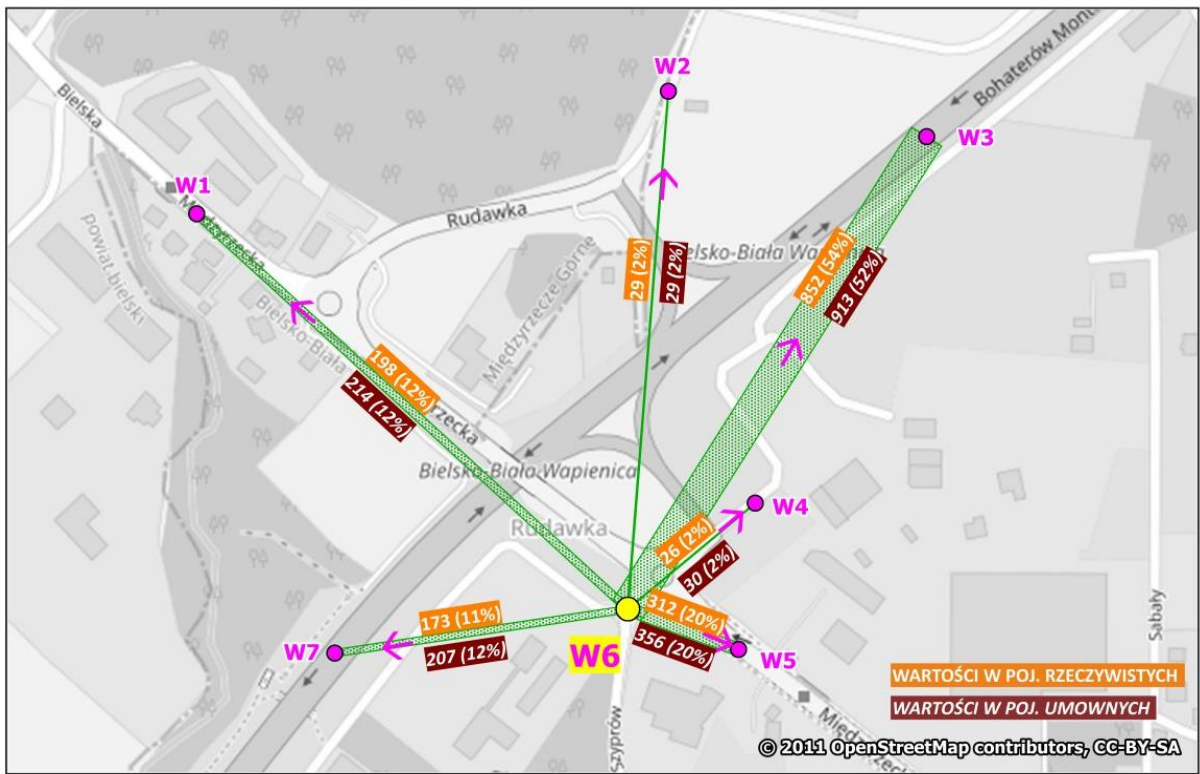 Bohaterów Monte
Bielska
W1
W2
W3
Międzyrzecka
powiat bielski
Rudawka
Międzyrzecze Górne
Bielsko-Biała
29 (2%)
29 (2%)
852 (54%)
913 (52%)
198 (12%)
214 (12%)
Bielsko-Biała Wapienica
Rudawka
W4
26 (2%)
30 (2%)
312 (20%)
356 (20%)
173 (11%)
207 (12%)
W7
W6
W5
Sabały
Szyprów
WARTOŚCI W POJ. RZECZYWISTYCH
WARTOŚCI W POJ. UMOWNYCH
© 2011 OpenStreetMap contributors, CC-BY-SA